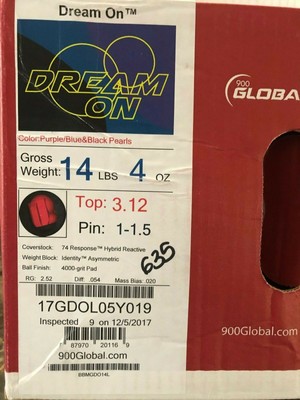 Dream On™
DREAM
ON
900
GLOBAL
Color:Purple/Blue&Black Pearls
Gross
Weight: 14 LBS 4 OZ
Top: 3.12
Pin: 1-1.5
635
Coverstock: 74 Response™ Hybrid Reactive
Weight Block: Identity™ Asymmetric
Ball Finish: 4000-grit Pad
RG: 2.52 Diff: .054 Mass Bias: .020
17GDOL05Y019
Inspected 9 on 12/5/2017
7 87970 20116 9
900Global.com
BBMGDO14L
900Global.com